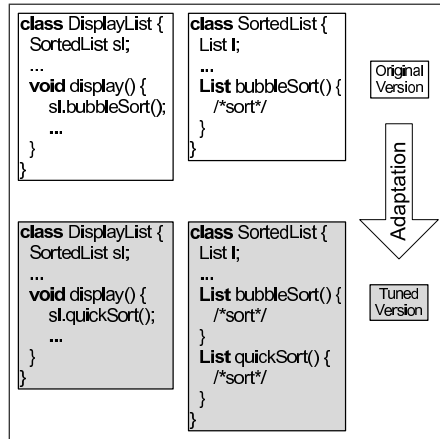 class DisplayList {
SortedList sl;
...
void display() {
sl.bubbleSort();
...
}
}
class SortedList {
List l;
...
List bubbleSort() {
/*sort*/
}
}
Original
Version
Adaptation
class DisplayList {
SortedList sl;
...
void display() {
sl.quickSort();
...
}
}
class SortedList {
List l;
...
List bubbleSort() {
/*sort*/
}
List quickSort() {
/*sort*/
}
}
Tuned
Version